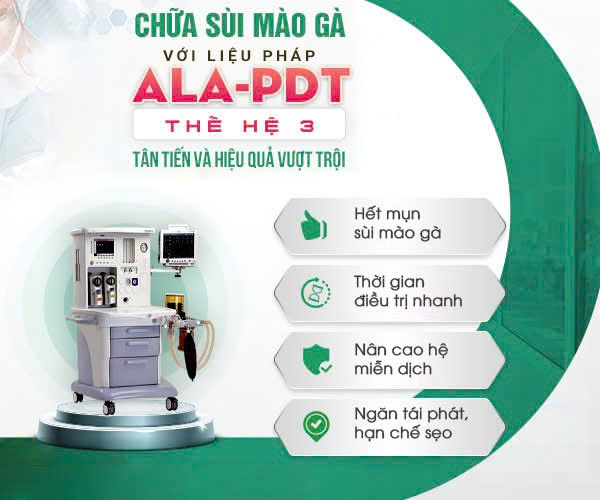 CHỮA SÙI MÀO GÀ
VỚI LIỆU PHÁP
ALA-PDT
THỀ HỆ 3
TÂN TIẾN VÀ HIỆU QUẢ VƯỢT TRỘI
Hết mụn
sùi mào gà
Thời gian
điều trị nhanh
Nân cao hệ
miễn dịch
Ngăn tái phát,
hạn chế sẹo